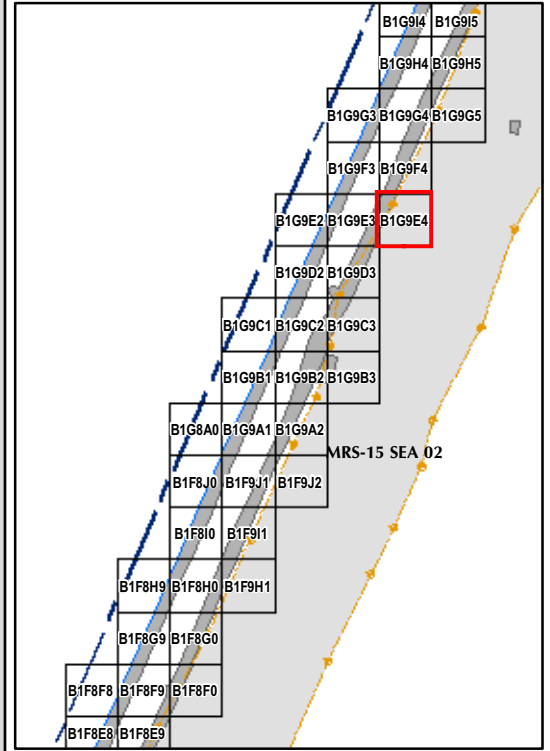 B1G9I4 B1G9I5
B1G9H4 B1G9H5
B1G9G3 B1G9G4 B1G9G5
B1G9F3 B1G9F4
B1G9E2 B1G9E3 B1G9E4
B1G9D2 B1G9D3
B1G9C1 B1G9C2 B1G9C3
B1G9B1 B1G9B2 B1G9B3
B1G8A0 B1G9A1 B1G9A2
MRS-15 SEA 02
B1F8J0 B1F9J1 B1F9J2
B1F8I0 B1F9I1
B1F8H9 B1F8H0 B1F9H1
B1F8G9 B1F8G0
B1F8F8 B1F8F9 B1F8F0
B1F8E8 B1F8E9